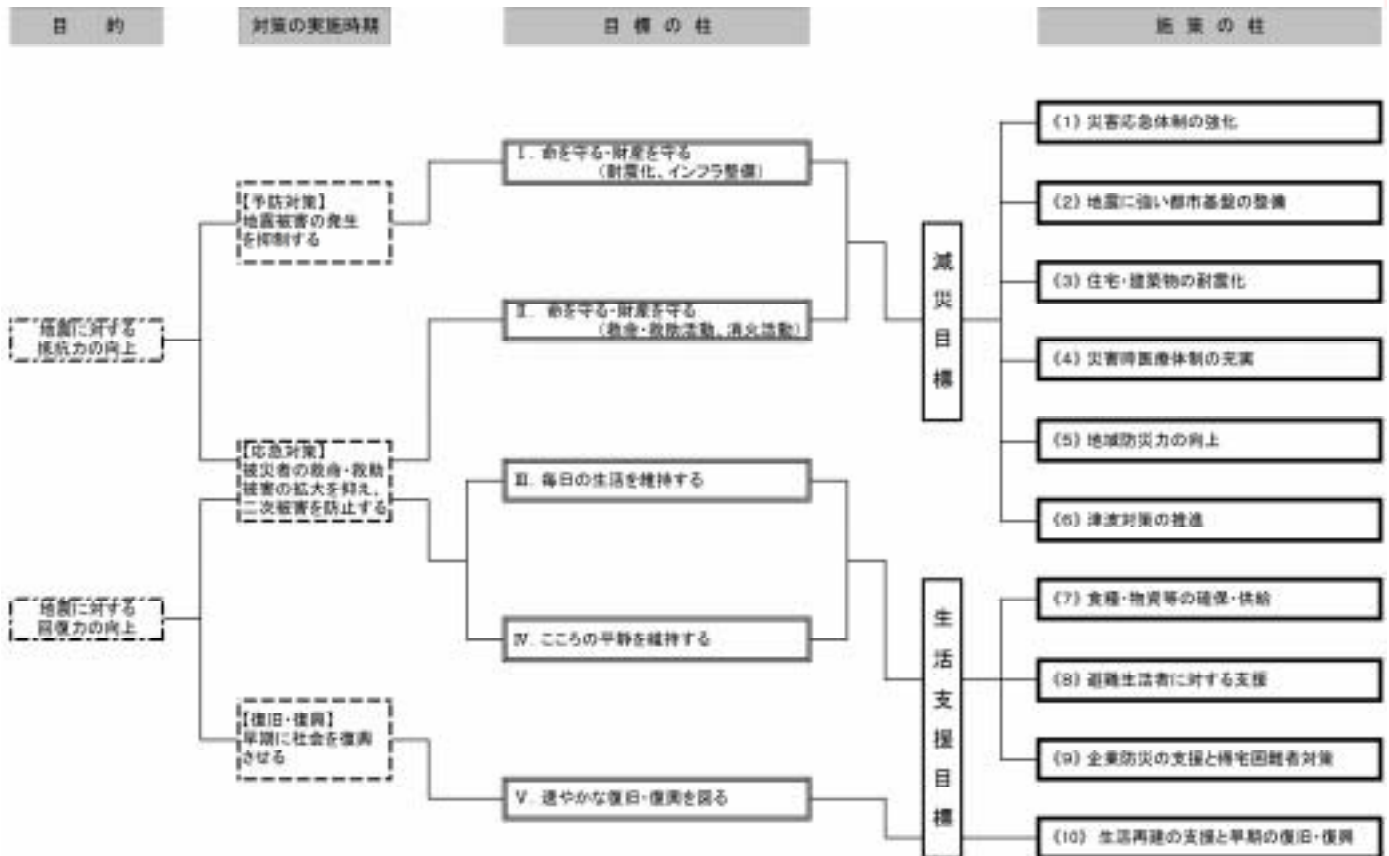 目 的
対策の実施時期
目 標 の 柱
施 策 の 柱
地震に対する
抵抗力の向上
地震に対する
回復力の向上
【予防対策】
地震被害の発生
を抑制する
【応急対策】
被災者の救命・救助
被害の拡大を抑え、
二次被害を防止する
【復旧・復興】
早期に社会を復興
させる
Ⅰ. 命を守る・財産を守る
(耐震化、インフラ整備)
Ⅱ. 命を守る・財産を守る
(救命・救助活動、消火活動)
Ⅲ. 毎日の生活を維持する
Ⅳ. こころの平静を維持する
Ⅴ. 速やかな復旧・復興を図る
減災目標
生活支援目標
(1) 災害応急体制の強化
(2) 地震に強い都市基盤の整備
(3) 住宅・建築物の耐震化
(4) 災害時医療体制の充実
(5) 地域防災力の向上
(6) 津波対策の推進
(7) 食糧・物資等の確保・供給
(8) 避難生活者に対する支援
(9) 企業防災の支援と帰宅困難者対策
(10) 生活再建の支援と早期の復旧・復興